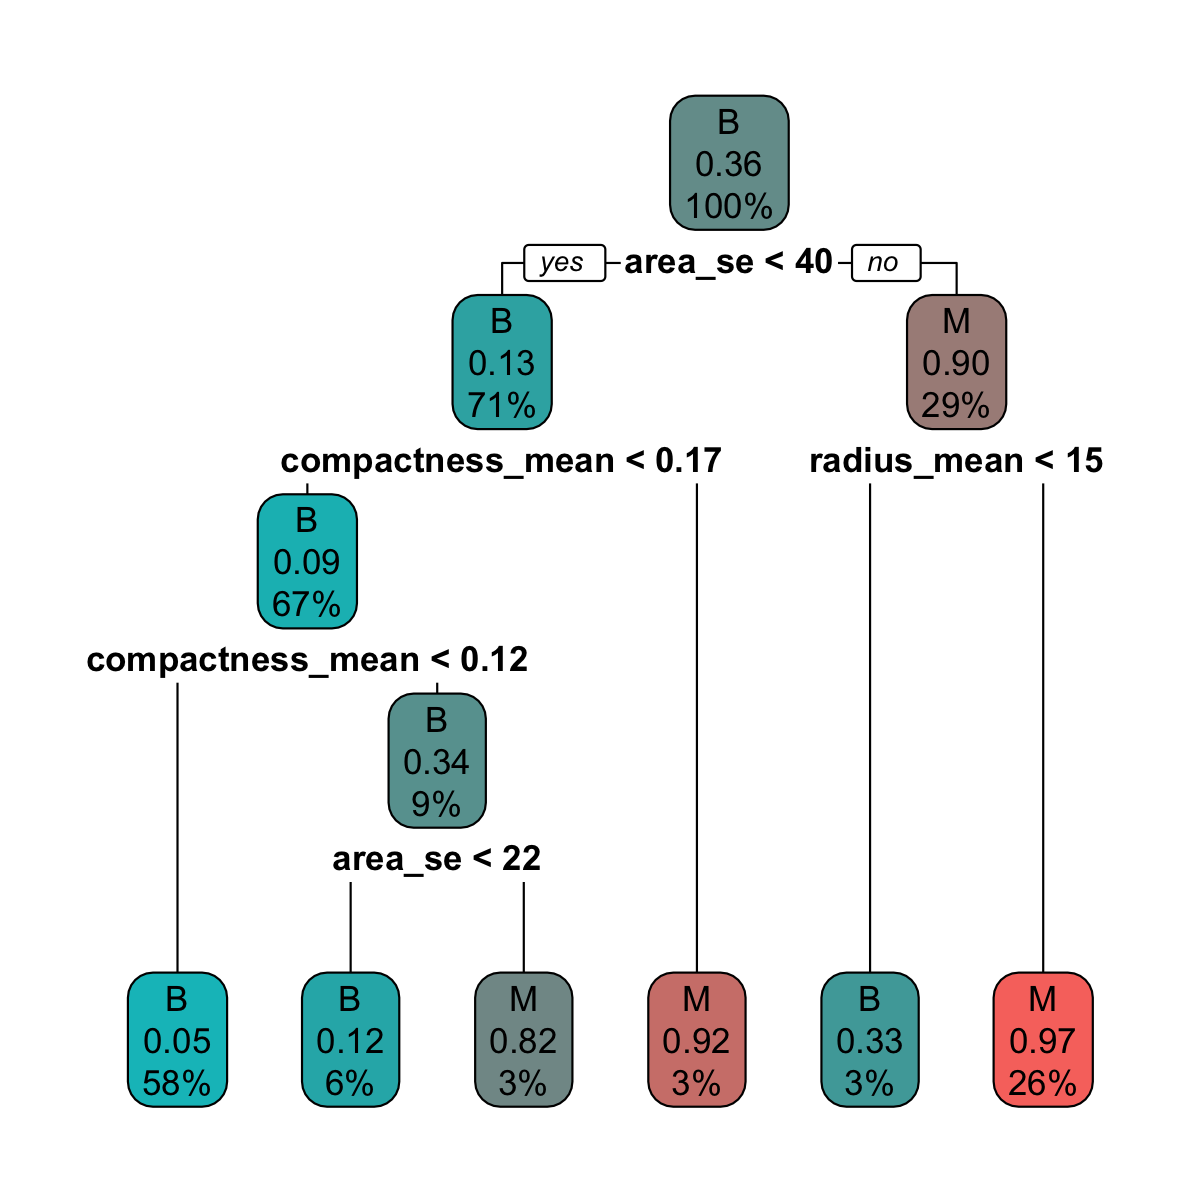 B
0.36
100%
yes
area_se < 40
no
B
0.13
71%
M
0.90
29%
compactness_mean < 0.17
radius_mean < 15
B
0.09
67%
compactness_mean < 0.12
B
0.34
9%
area_se < 22
B
0.05
58%
B
0.12
6%
M
0.82
3%
M
0.92
3%
B
0.33
3%
M
0.97
26%